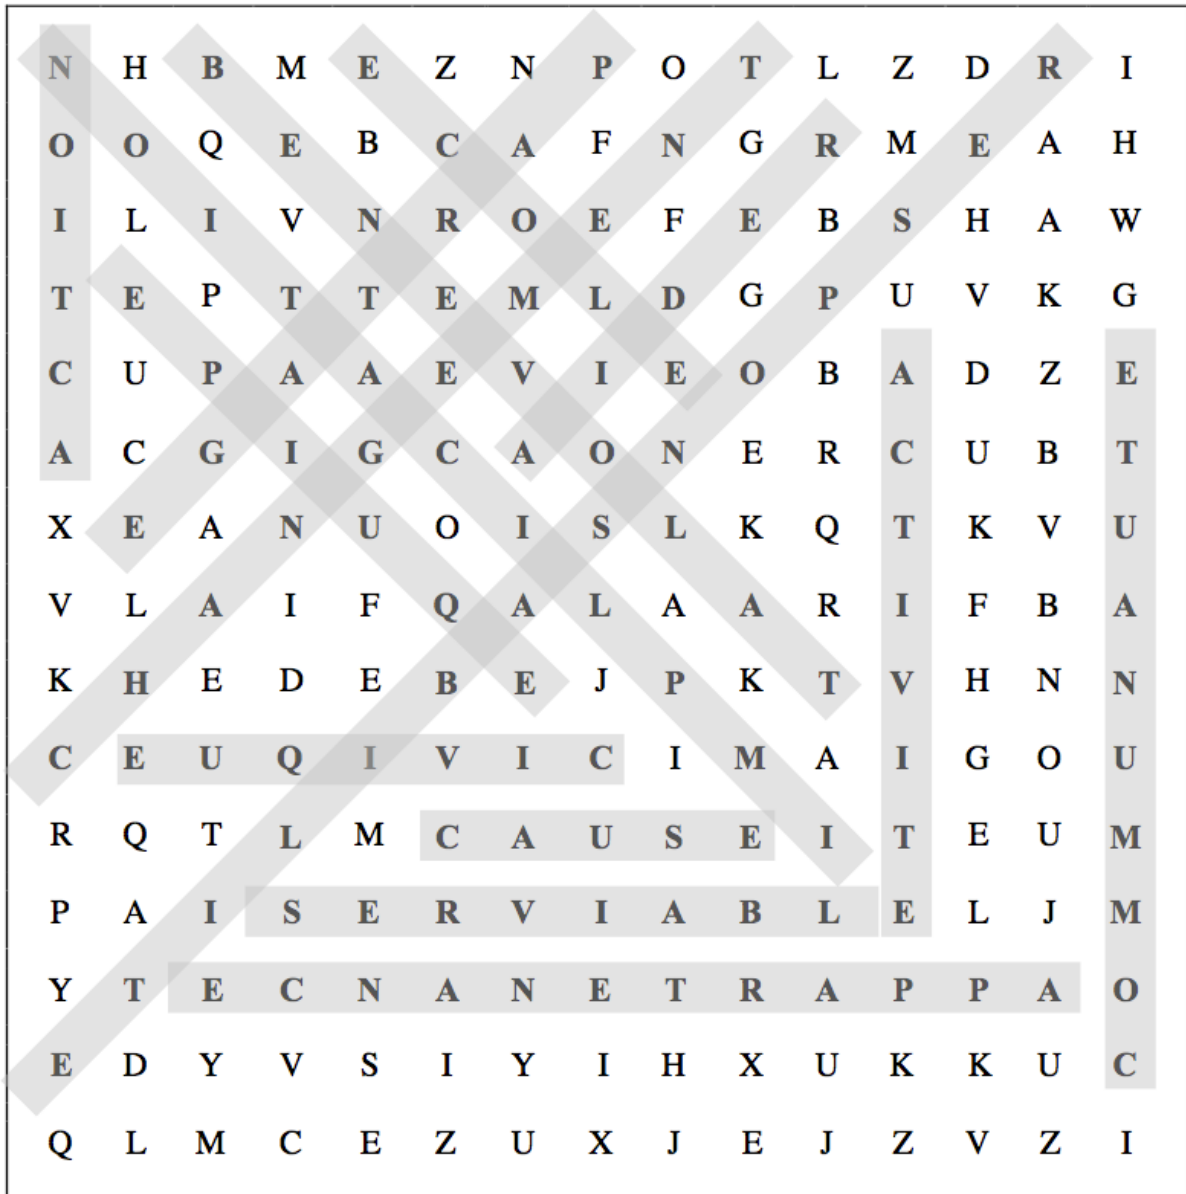 N H B M E Z N P O T L Z D R I
O O Q E B C A F N G R M E A H
I L I V N R O E F E B S H A W
T E P T T E M L D G P U V K G
C U P A A E V I E O B A D Z E
A C G I G C A O N E R C U B T
X E A N U O I S L K Q T K V U
V L A I F Q A L A A R I F B A
K H E D E B E J P K T V H N N
C E U Q I V I C I M A I G O U
R Q T L M C A U S E I T E U M
P A I S E R V I A B L E L J M
Y T E C N A N E T R A P P A O
E D Y V S I Y I H X U K K U C
Q L M C E Z U X J E J Z V Z I